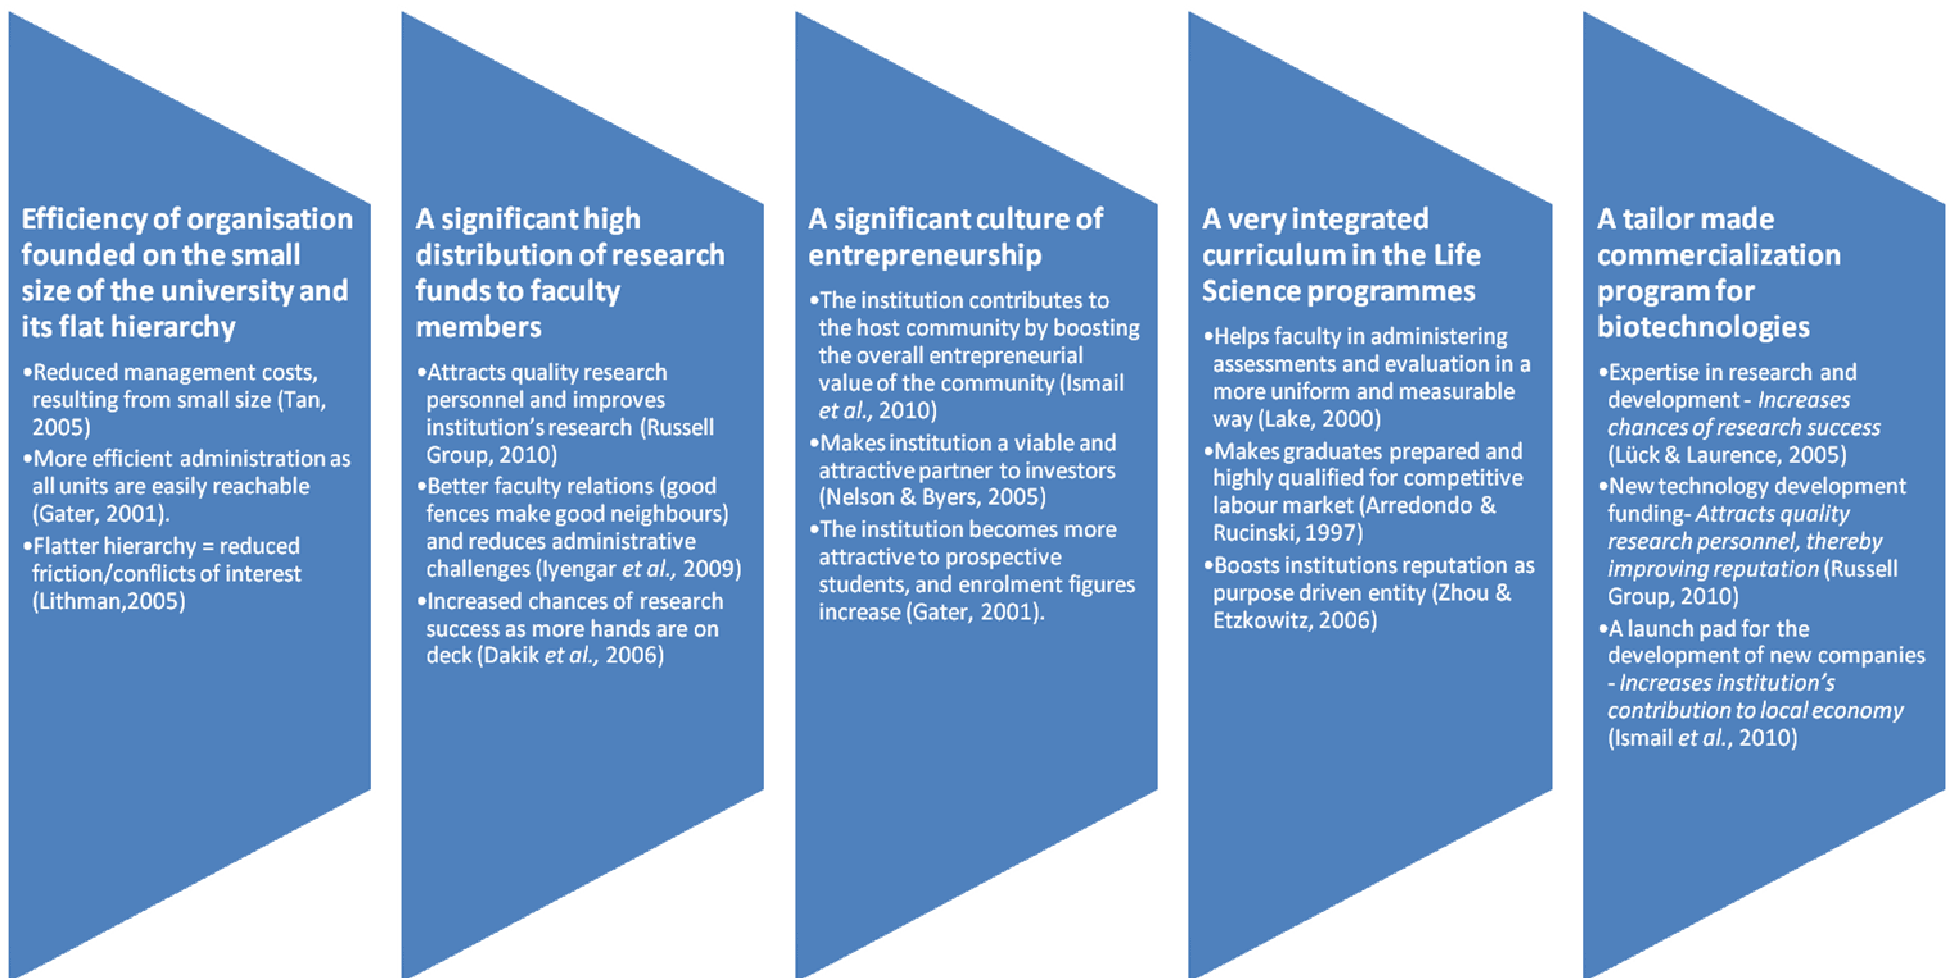 Efficiency of organisation
founded on the small
size of the university and
its flat hierarchy
•Reduced management costs,
resulting from small size (Tan,
2005)
•More efficient administration as
all units are easily reachable
(Gater, 2001).
•Flatter hierarchy = reduced
friction/conflicts of interest
(Lithman,2005)
A significant high
distribution of research
funds to faculty
members
•Attracts quality research
personnel and improves
institution's research (Russell
Group, 2010)
•Better faculty relations (good
fences make good neighbours)
and reduces administrative
challenges (Iyengar et al., 2009)
•Increased chances of research
success as more hands are on
deck (Dakik et al., 2006)
A significant culture of
entrepreneurship
•The institution contributes to
the host community by boosting
the overall entrepreneurial
value of the community (Ismail
et al., 2010)
•Makes institution a viable and
attractive partner to investors
(Nelson & Byers, 2005)
•The institution becomes more
attractive to prospective
students, and enrolment figures
increase (Gater, 2001).
A very integrated
curriculum in the Life
Science programmes
•Helps faculty in administering
assessments and evaluation in a
more uniform and measurable
way (Lake, 2000)
•Makes graduates prepared and
highly qualified for competitive
labour market (Arredondo &
Rucinski, 1997)
•Boosts institutions reputation as
purpose driven entity (Zhou &
Etzkowitz, 2006)
A tailor made
commercialization
program for
biotechnologies
•Expertise in research and
development - Increases
chances of research success
(Lück & Laurence, 2005)
•New technology development
funding- Attracts quality
research personnel, thereby
improving reputation (Russell
Group, 2010)
•A launch pad for the
development of new companies
- Increases institution's
contribution to local economy
(Ismail et al., 2010)